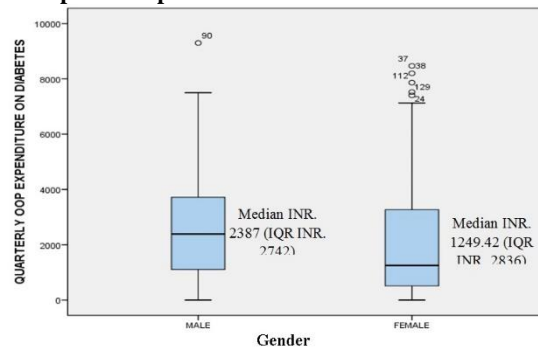 10000
90
37
38
112
129
24
8000
6000
4000
2000
0
QUARTERLY OOP EXPENDITURE ON DIABETES
Median INR.
2387 (IQR INR.
2742)
Median INR.
1249.42 (IQR
INR. 2836)
MALE
FEMALE
Gender